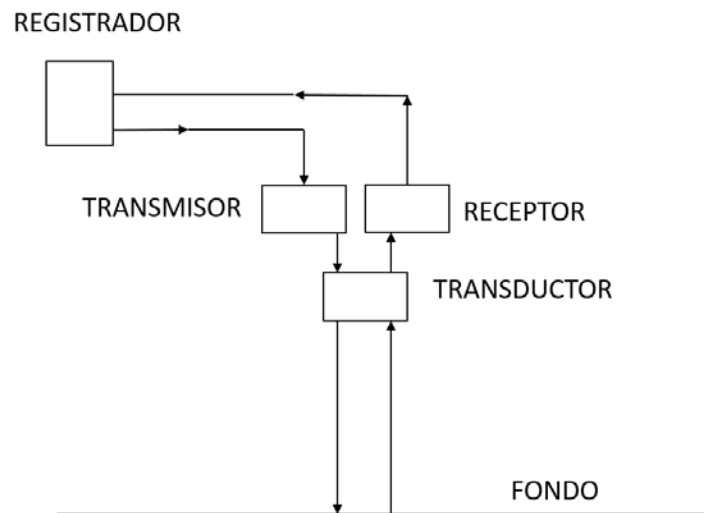 REGISTRADOR
TRANSMISOR
RECEPTOR
TRANSDUCTOR
FONDO